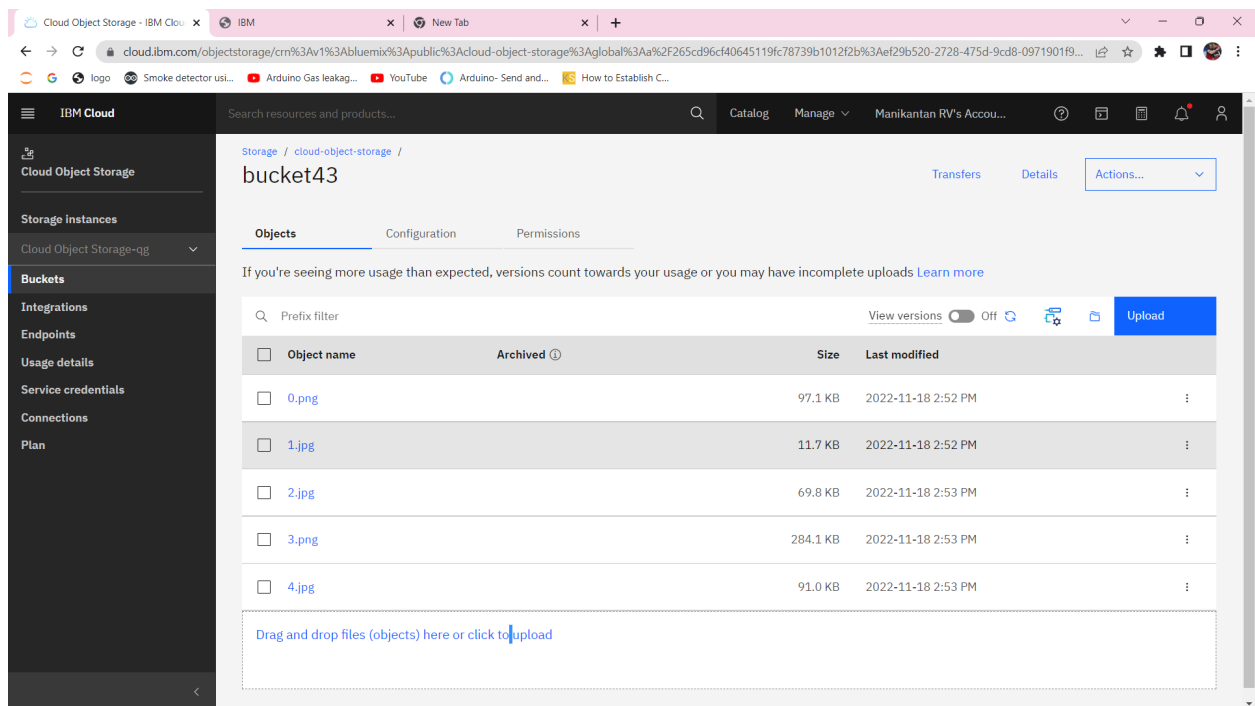 Cloud Object Storage - IBM Clou
IBM
New Tab
cloud.ibm.com/objectstorage/crn%3Av1%3Abluemix%3Apublic%3Acloud-object-storage%3Aglobal%3Aa%2F265cd96cf40645119fc78739b1012f2b%3Aef29b520-2728-475d-9cd8-0971901f9...
logo
Smoke detector usi...
Arduino Gas leakag...
YouTube
Arduino- Send and...
KS
How to Establish C...
IBM Cloud
Search resources and products...
Catalog
Manage
Manikantan RV's Accou...
Cloud Object Storage
Storage instances
Cloud Object Storage-qg
Buckets
Integrations
Endpoints
Usage details
Service credentials
Connections
Plan
Storage / cloud-object-storage /
bucket43
Transfers
Details
Actions...
Objects
Configuration
Permissions
If you're seeing more usage than expected, versions count towards your usage or you may have incomplete uploads Learn more
Prefix filter
View versions
Off
Upload
Object name Archived Size Last modified
0.png 97.1 KB 2022-11-18 2:52 PM
1.jpg 11.7 KB 2022-11-18 2:52 PM
2.jpg 69.8 KB 2022-11-18 2:53 PM
3.png 284.1 KB 2022-11-18 2:53 PM
4.jpg 91.0 KB 2022-11-18 2:53 PM
Drag and drop files (objects) here or click to upload